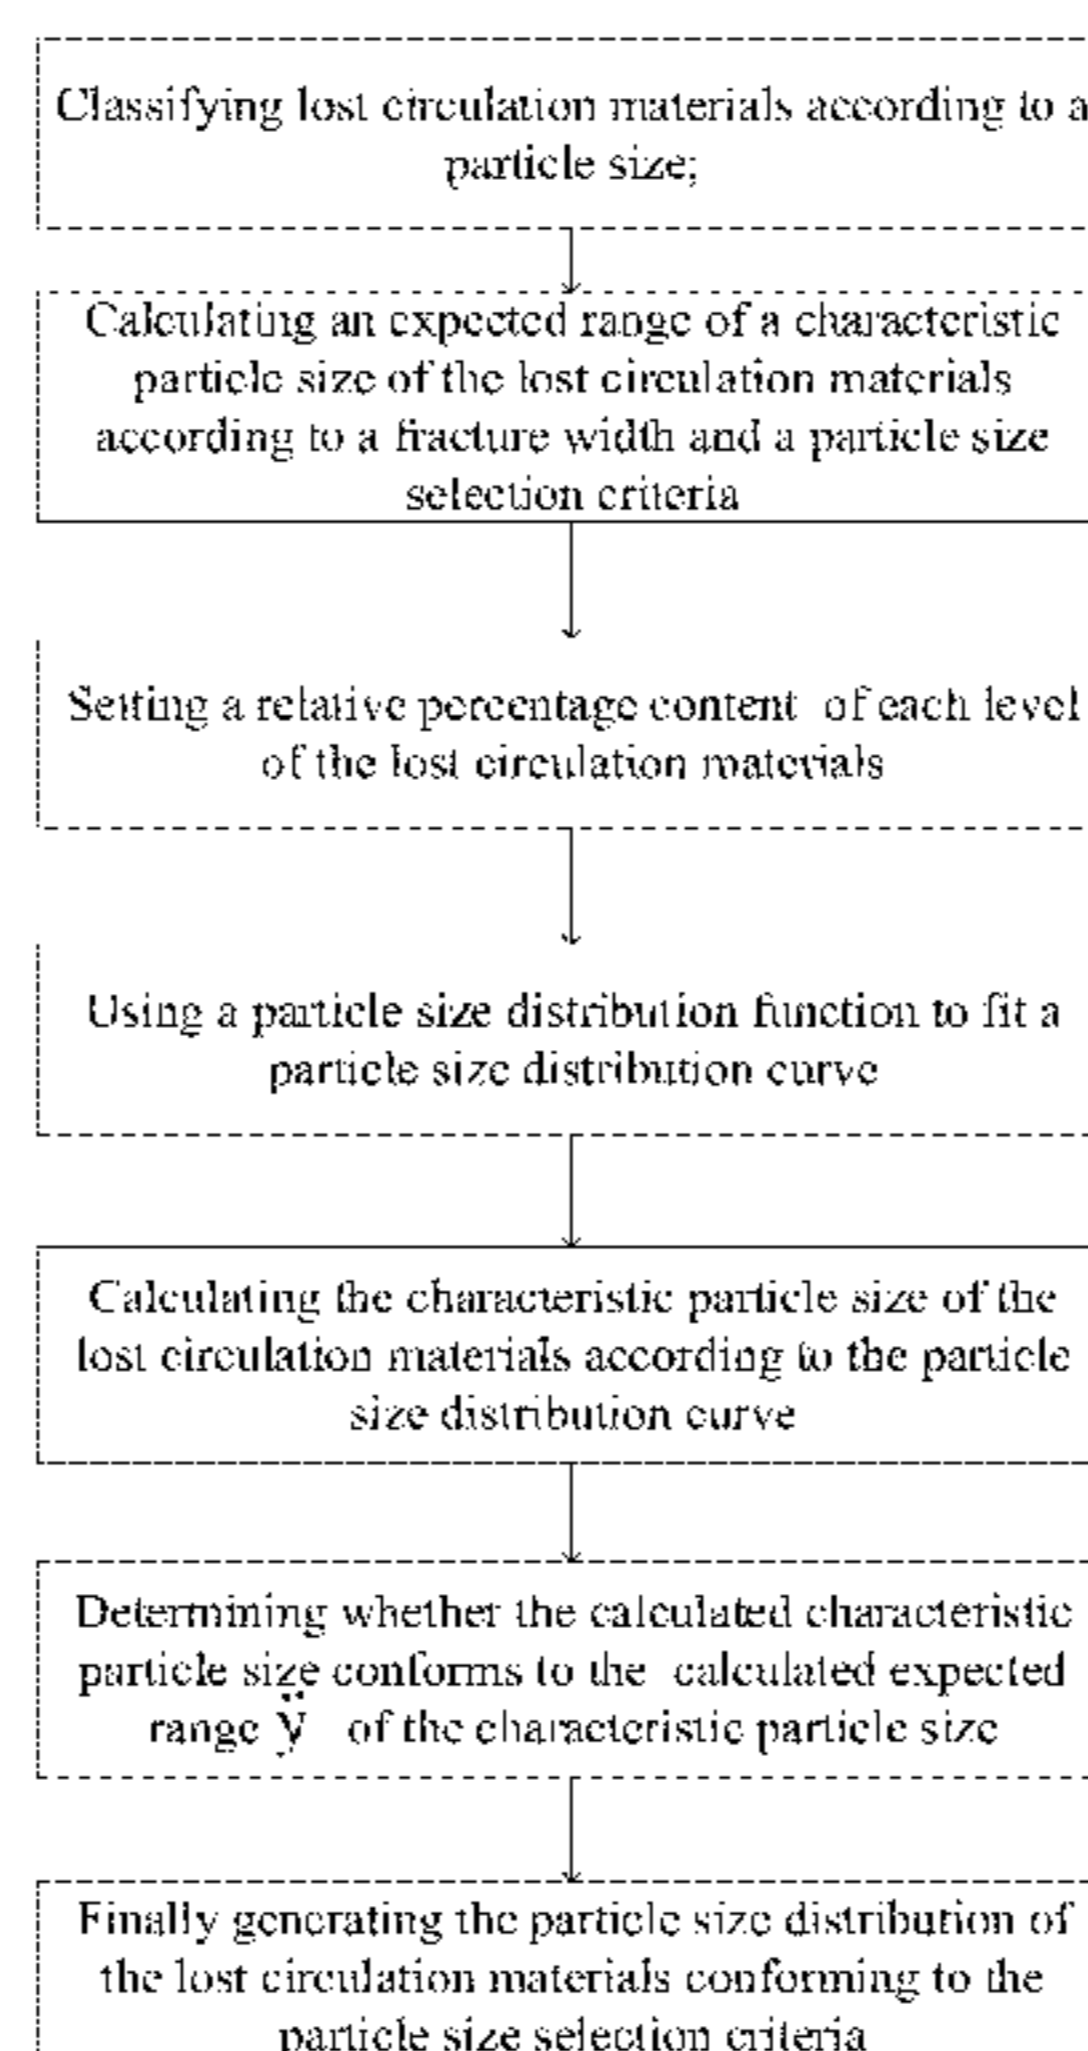 Classifying lost circulation materials according to a
particle size;
Calculating an expected range of a characteristic
particle size of the lost circulation materials
according to a fracture width and a particle size
selection criteria
Setting a relative percentage content of each level
of the lost circulation materials
Using a particle size distribution function to fit a
particle size distribution curve
Calculating the characteristic particle size of the
lost circulation materials according to the particle
size distribution curve
Determining whether the calculated characteristic
particle size conforms to the calculated expected
range ÿ of the characteristic particle size
Finally generating the particle size distribution of
the lost circulation materials conforming to the
particle size selection criteria